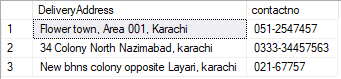 DeliveryAddress contactno
1 Flower town, Area 001, Karachi 051-2547457
2 34 Colony North Nazimabad, karachi 0333-34457563
3 New bhns colony opposite Layari, karachi 021-67757